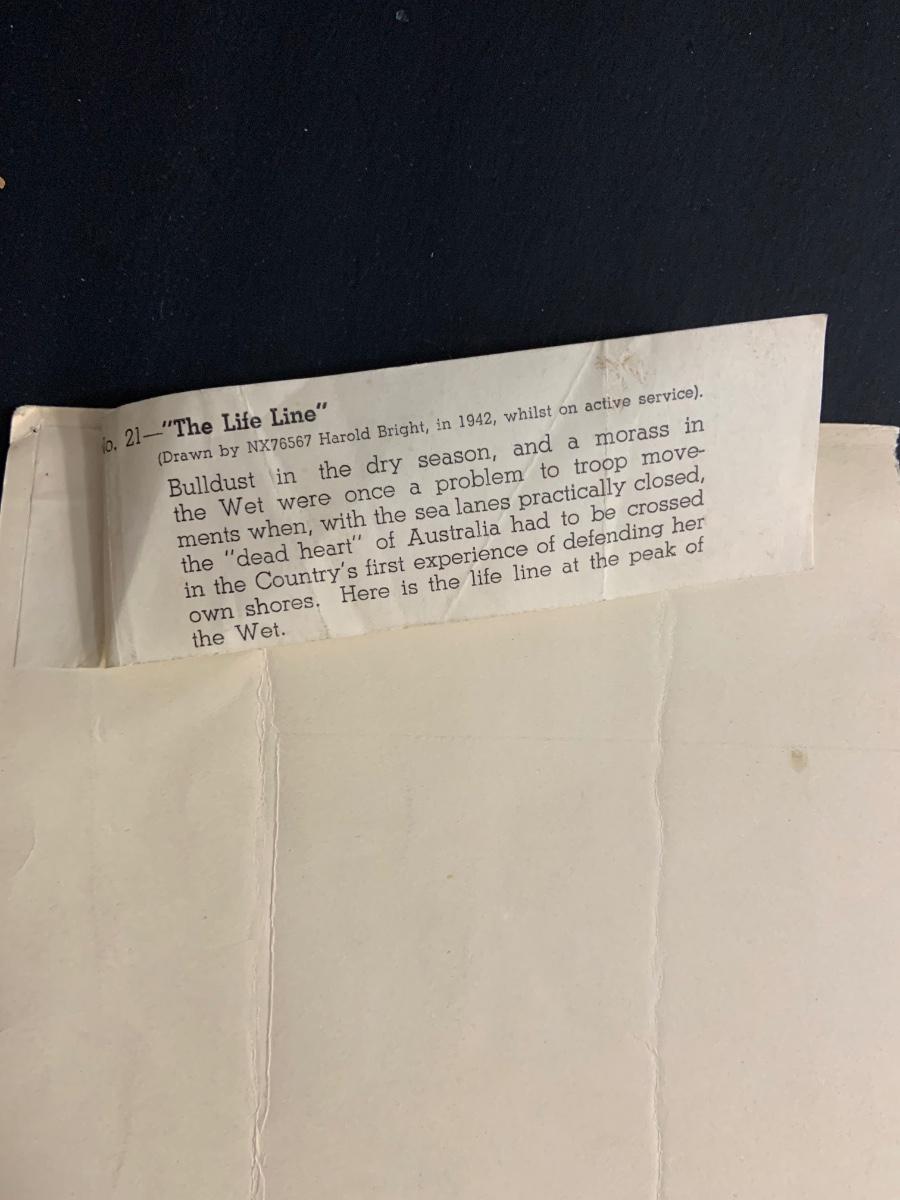 o. 21—"The Life Line"
(Drawn by NX76567 Harold Bright, in 1942, whilst on active service).
Bulldust in the dry season, and a morass in
the Wet were once a problem to troop move-
ments when, with the sea lanes practically closed,
the "dead heart" of Australia had to be crossed
in the Country's first experience of defending her
own shores. Here is the life line at the peak of
the Wet.